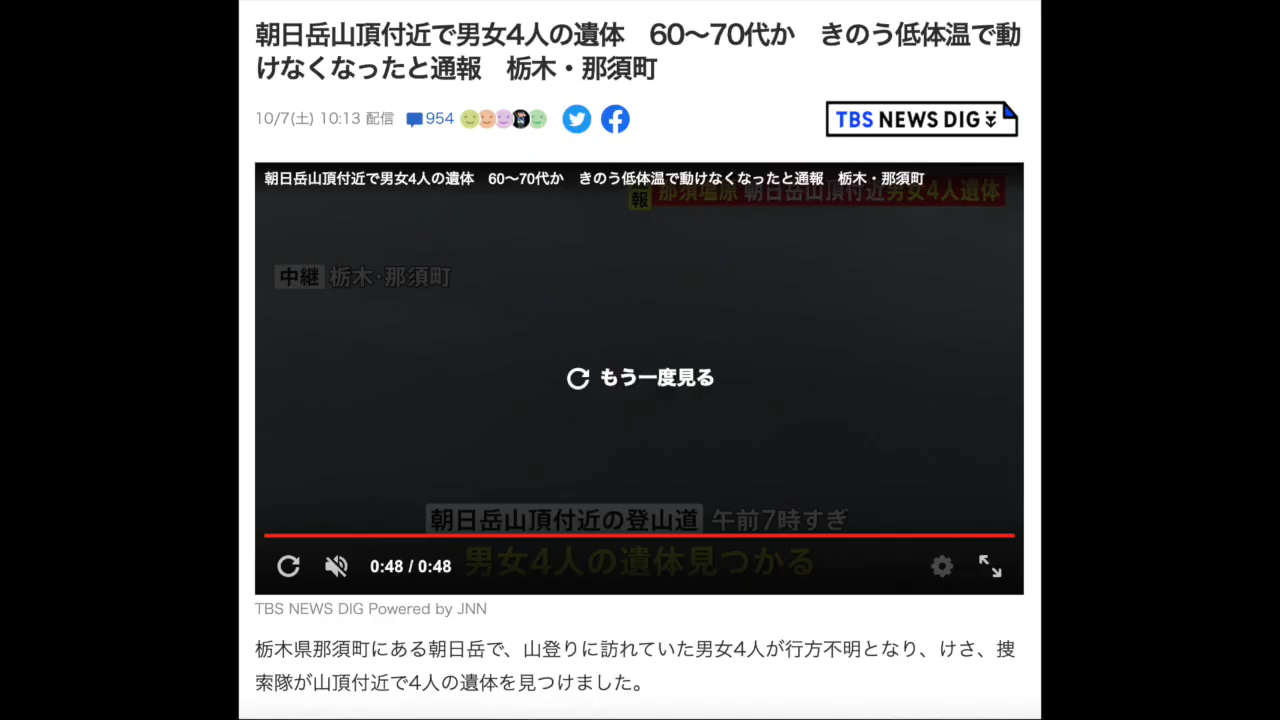 朝日岳山頂付近で男女4人の遺体　60〜70代か　きのう低体温で動
けなくなったと通報　栃木・那須町
10/7(土) 10:13 配信 954
TBS NEWS DIG
朝日岳山頂付近で男女4人の遺体　60〜70代か　きのう低体温で動けなくなったと通報　栃木・那須町
報 那須塩原 朝日岳山頂付近男女4人遺体
中継 栃木・那須町
もう一度見る
朝日岳山頂付近の登山道 午前7時すぎ
男女4人の遺体見つかる
0:48 / 0:48
TBS NEWS DIG Powered by JNN
栃木県那須町にある朝日岳で、山登りに訪れていた男女4人が行方不明となり、けさ、捜
索隊が山頂付近で4人の遺体を見つけました。